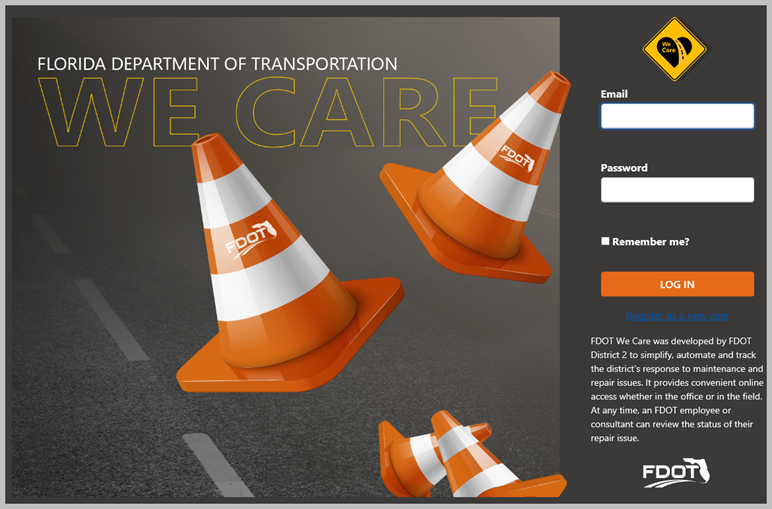 FLORIDA DEPARTMENT OF TRANSPORTATION
WE CARE
FDOT
FDOT
We
Care
Email
Password
Remember me?
LOG IN
Register as a new user
FDOT We Care was developed by FDOT
District 2 to simplify, automate and track
the district's response to maintenance and
repair issues. It provides convenient online
access whether in the office or in the field.
At any time, an FDOT employee or
consultant can review the status of their
repair issue.
FDOT